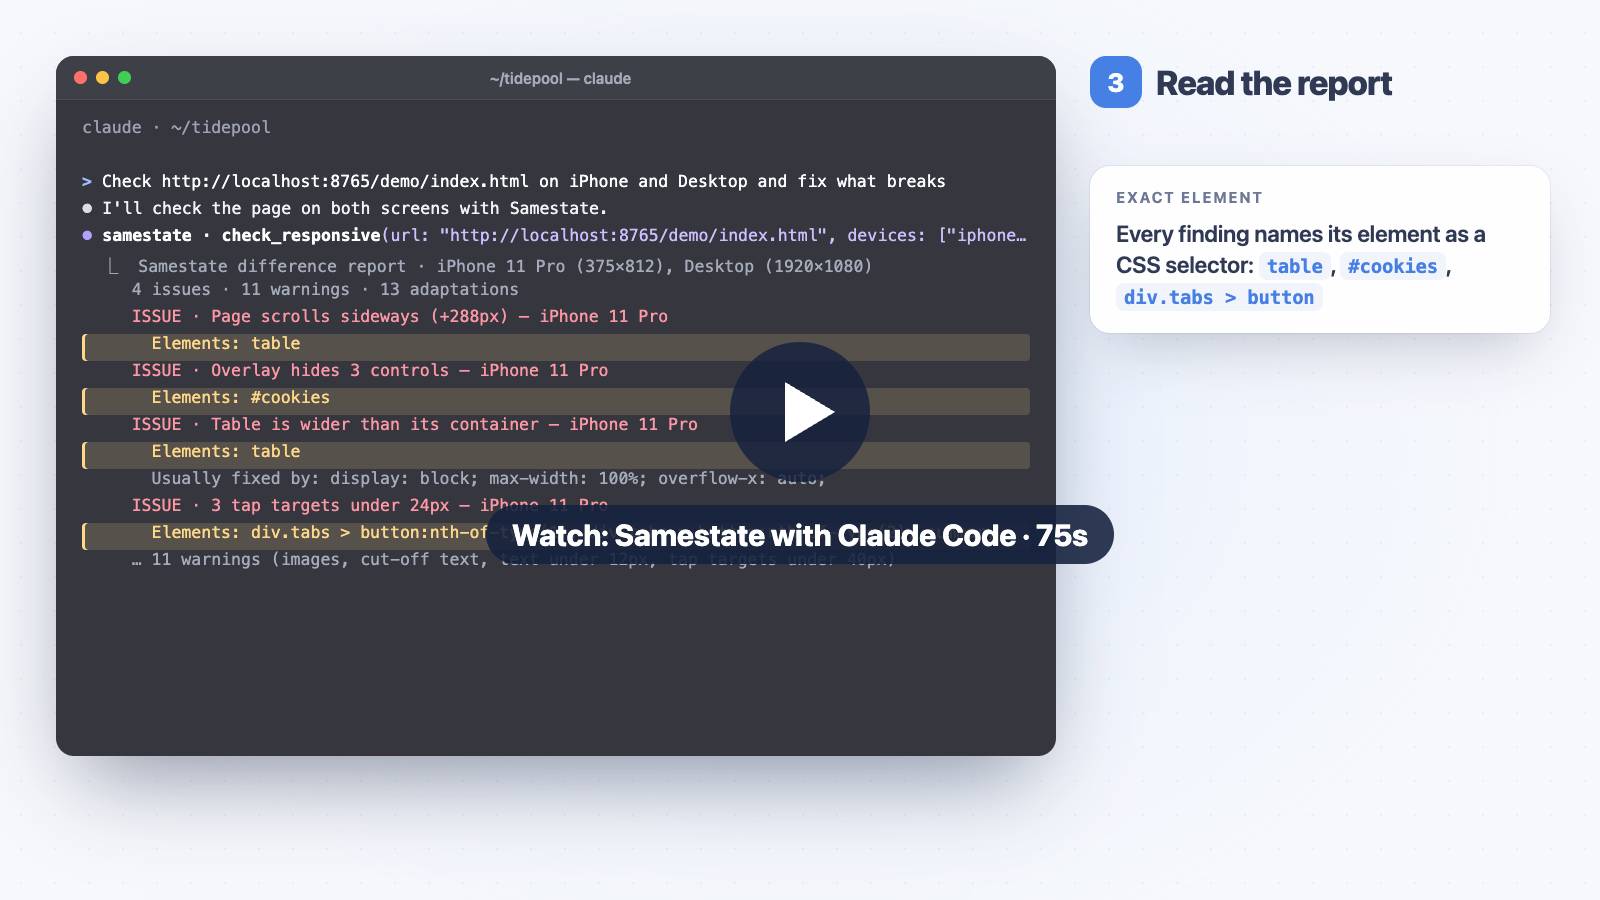 ~/tidepool — claude
claude · ~/tidepool
> Check http://localhost:8765/demo/index.html on iPhone and Desktop and fix what breaks
● I'll check the page on both screens with Samestate.
● samestate · check_responsive(url: "http://localhost:8765/demo/index.html", devices: ["iphone…
⎿ Samestate difference report · iPhone 11 Pro (375×812), Desktop (1920×1080)
4 issues · 11 warnings · 13 adaptations
ISSUE · Page scrolls sideways (+288px) — iPhone 11 Pro
Elements: table
ISSUE · Overlay hides 3 controls — iPhone 11 Pro
Elements: #cookies
ISSUE · Table is wider than its container — iPhone 11 Pro
Elements: table
Usually fixed by: display: block; max-width: 100%; overflow-x: auto;
ISSUE · 3 tap targets under 24px — iPhone 11 Pro
Elements: div.tabs > button:nth-of-
… 11 warnings (images, cut-off text, text under 12px, tap targets under 40px)
Watch: Samestate with Claude Code · 75s
3 Read the report
EXACT ELEMENT
Every finding names its element as a
CSS selector: table, #cookies,
div.tabs > button